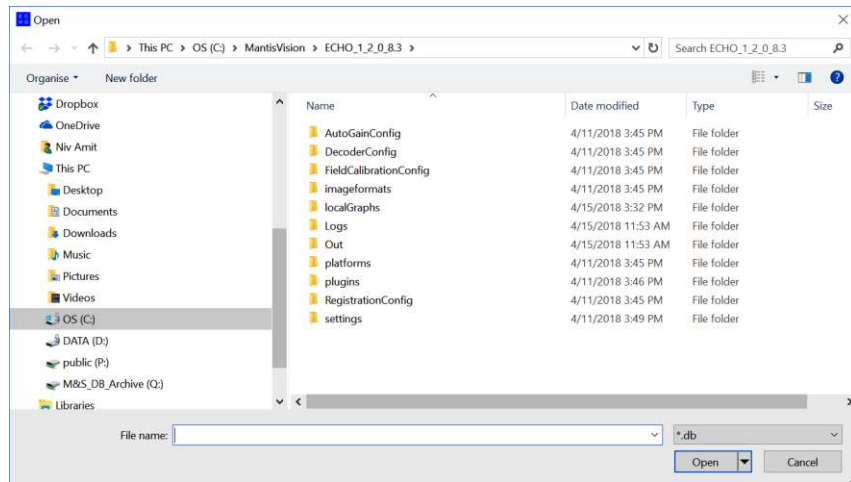 Open
This PC > OS (C:) > MantisVision > ECHO_1_2_0_8.3 >
Search ECHO_1_2_0_8.3
Organise
New folder
Dropbox
OneDrive
Niv Amit
This PC
Desktop
Documents
Downloads
Music
Pictures
Videos
OS (C:)
DATA (D:)
public (P:)
M&S_DB_Archive (Q:)
Libraries
Name Date modified Type Size
AutoGainConfig 4/11/2018 3:45 PM File folder
DecoderConfig 4/11/2018 3:45 PM File folder
FieldCalibrationConfig 4/11/2018 3:45 PM File folder
imageformats 4/11/2018 3:45 PM File folder
localGraphs 4/15/2018 3:32 PM File folder
Logs 4/15/2018 11:53 AM File folder
Out 4/15/2018 11:53 AM File folder
platforms 4/11/2018 3:45 PM File folder
plugins 4/11/2018 3:46 PM File folder
RegistrationConfig 4/11/2018 3:45 PM File folder
settings 4/11/2018 3:49 PM File folder
File name:
*.db
Open
Cancel